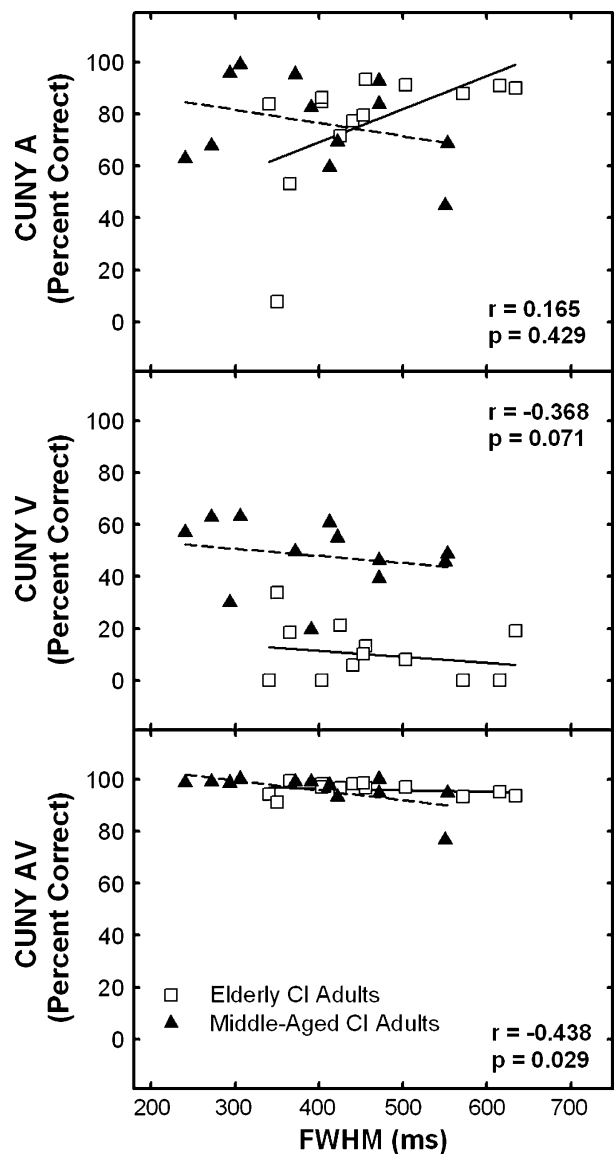 CUNY A
(Percent Correct)
100
80
60
40
20
0
r = 0.165
p = 0.429
CUNY V
(Percent Correct)
100
80
60
40
20
0
r = -0.368
p = 0.071
CUNY AV
(Percent Correct)
100
80
60
40
20
0
Elderly CI Adults
Middle-Aged CI Adults
r = -0.438
p = 0.029
200 300 400 500 600 700
FWHM (ms)